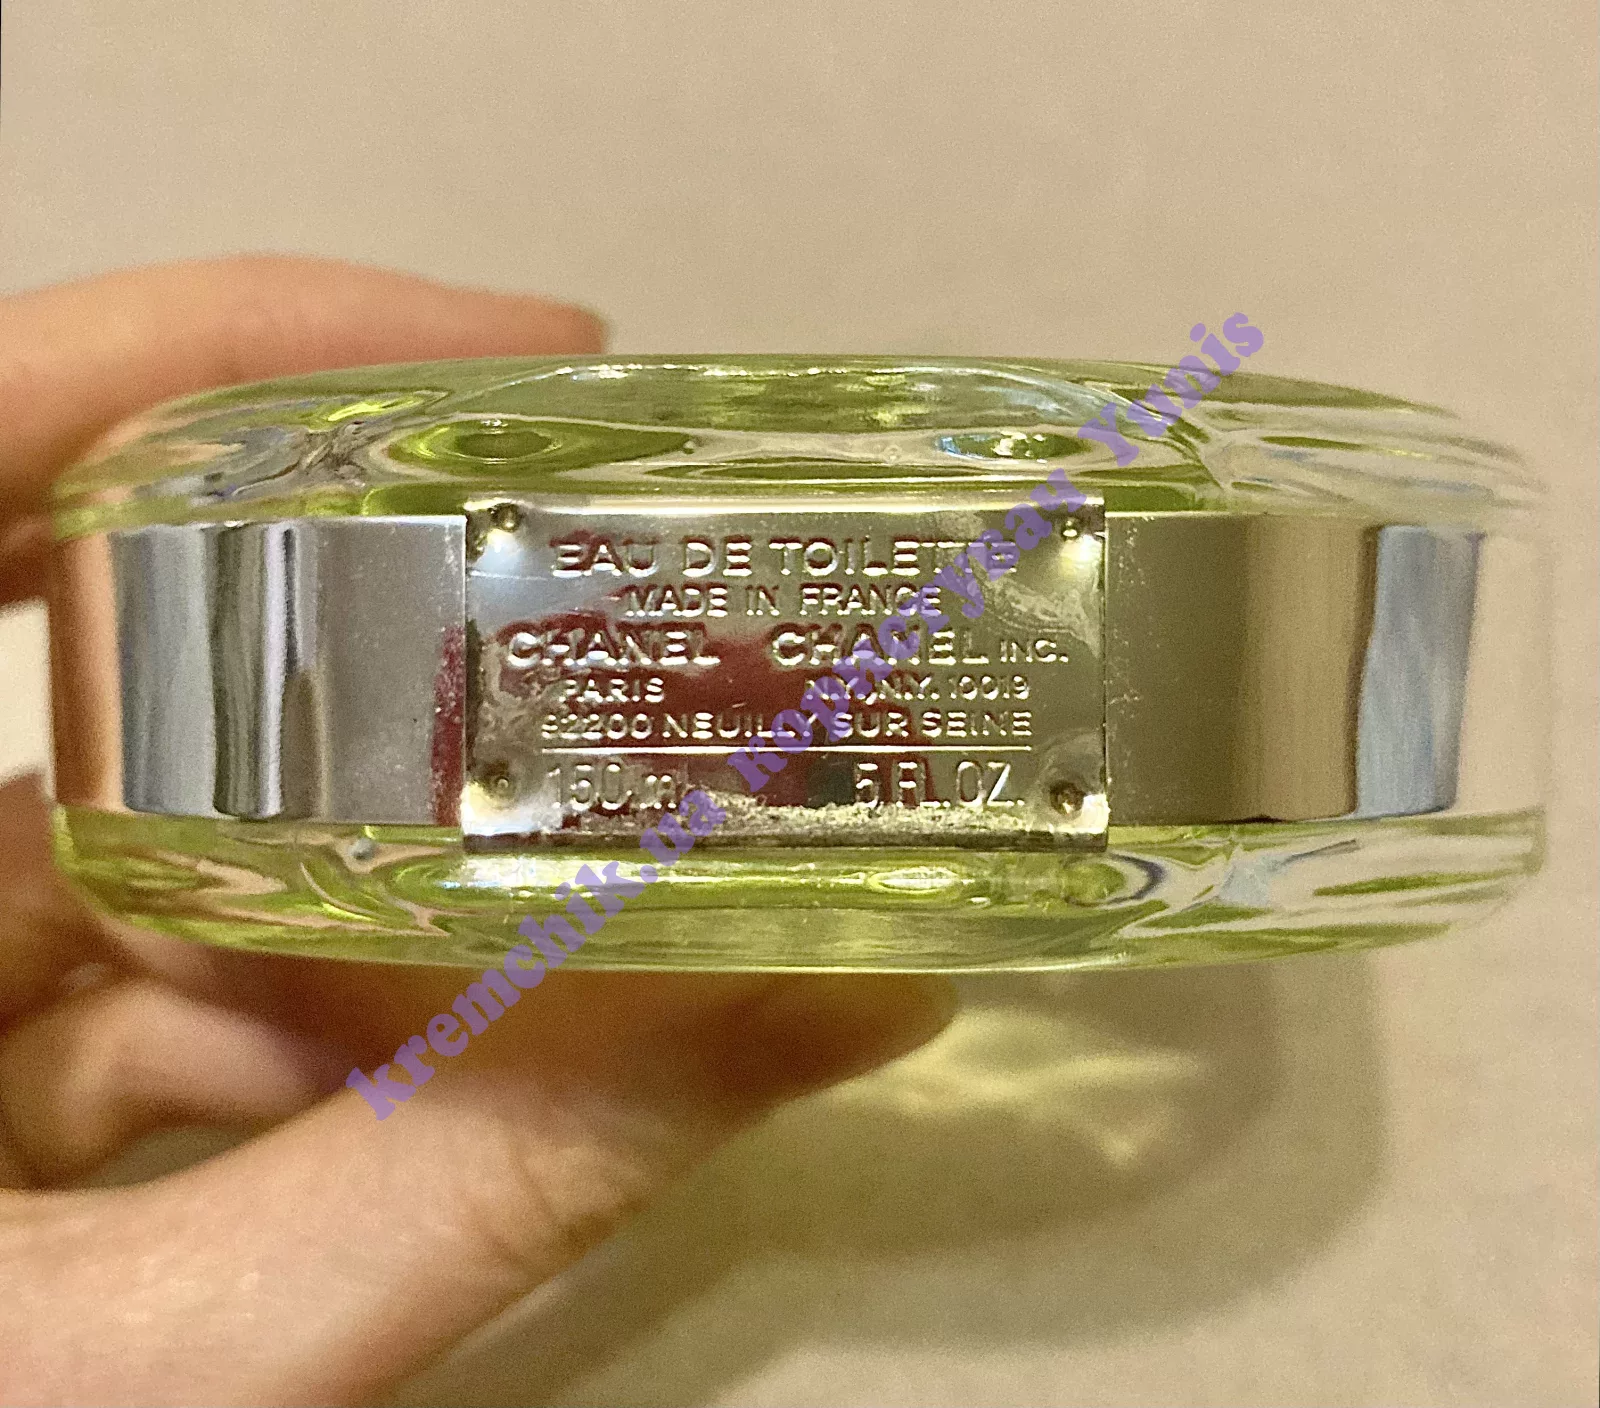 EAU DE TOILETTE
MADE IN FRANCE
CHANEL CHANEL INC.
PARIS N.Y., N.Y. 10019
92200 NEUILLY SUR SEINE
150 ml 5 FL. OZ.
kremchik.ua користувач Yunis